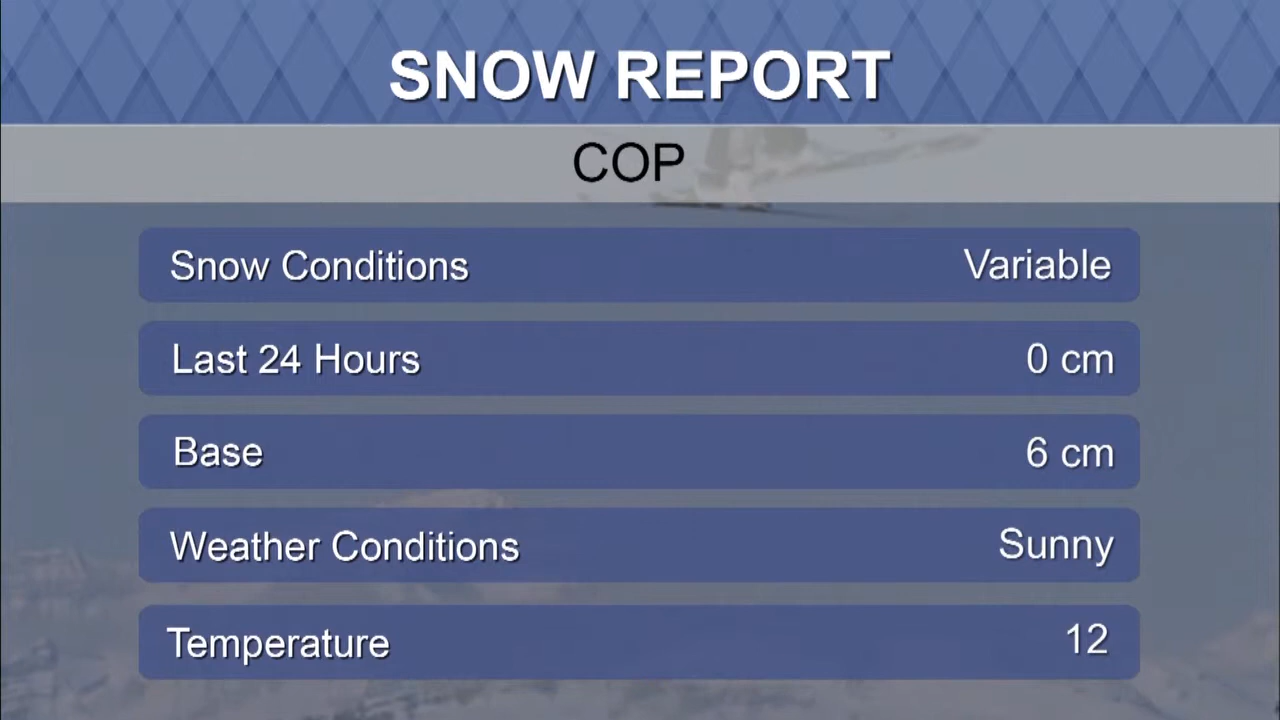 SNOW REPORT
COP
Snow Conditions Variable
Last 24 Hours 0 cm
Base 6 cm
Weather Conditions Sunny
Temperature 12